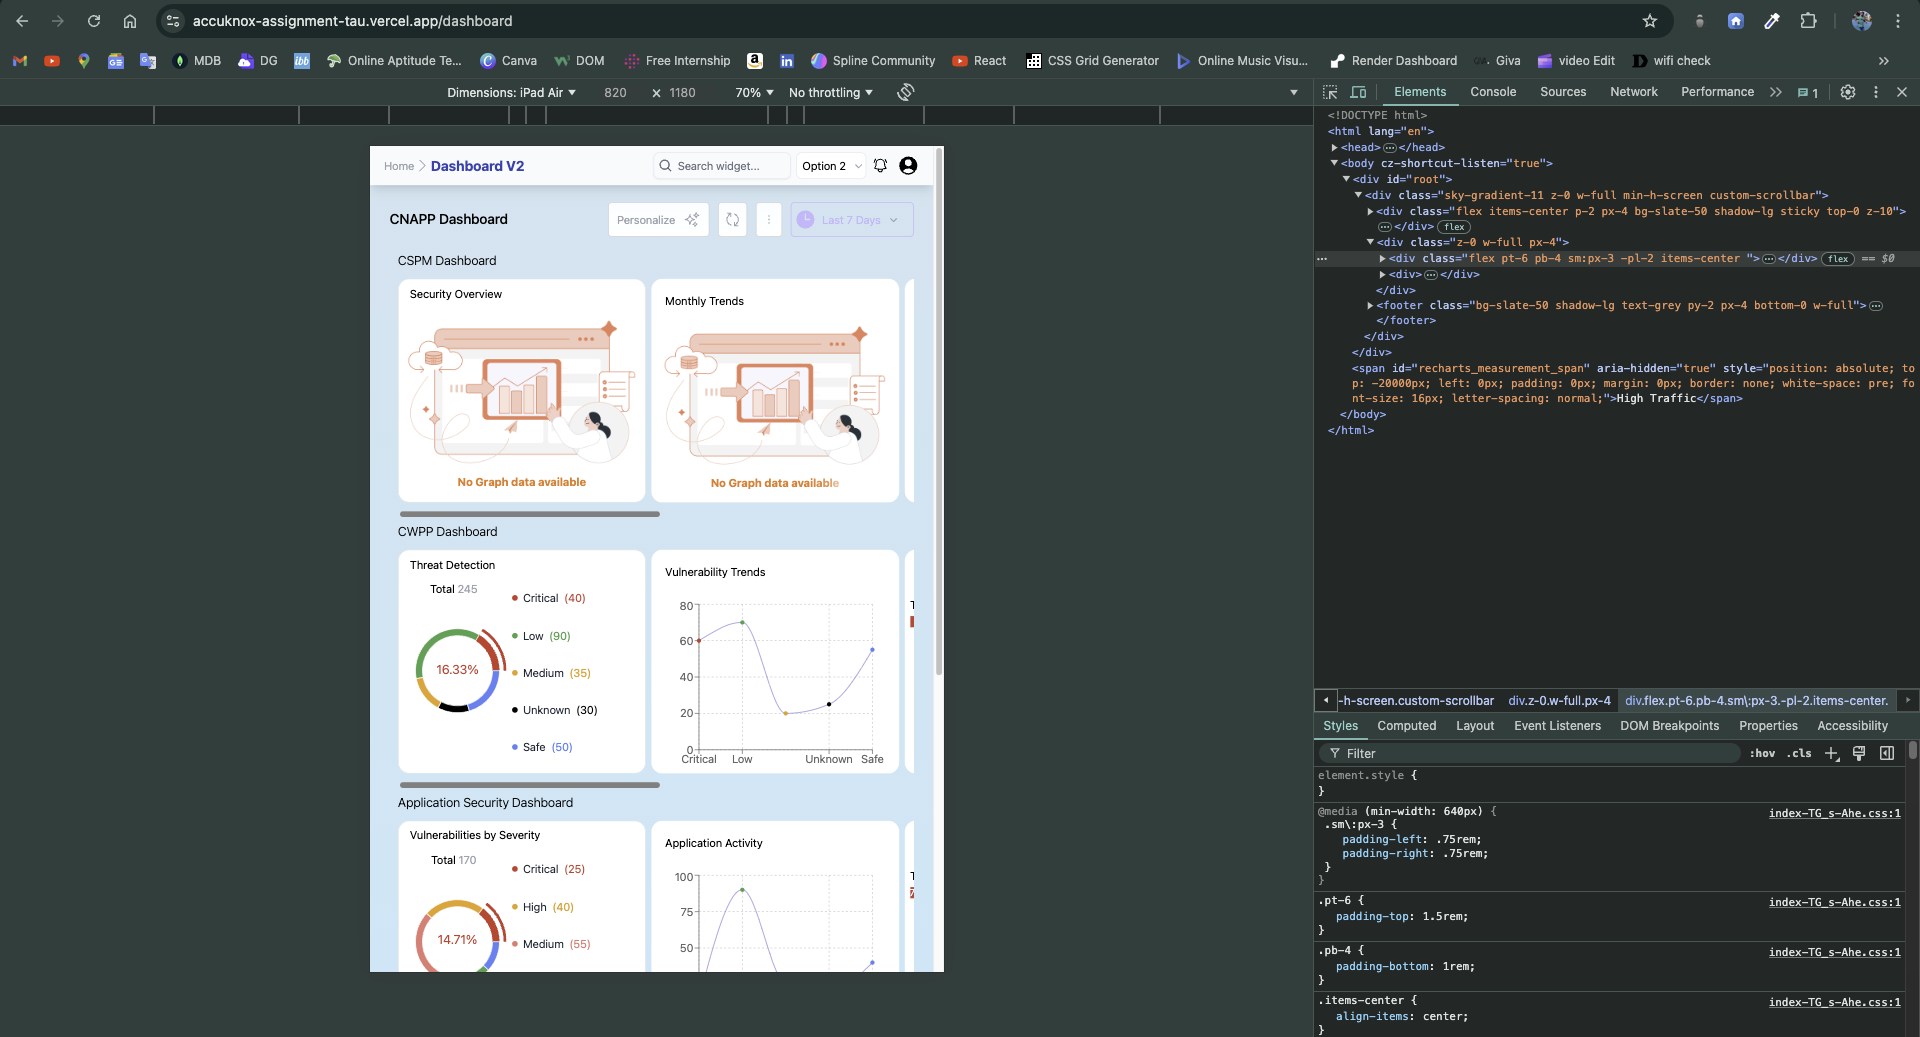 accuknox-assignment-tau.vercel.app/dashboard
MDB DG ibb Online Aptitude Te... Canva DOM Free Internship Spline Community React CSS Grid Generator Online Music Visu... Render Dashboard Giva video Edit wifi check
Dimensions: iPad Air 820 × 1180 70% No throttling
Elements Console Sources Network Performance 1
Home Dashboard V2 Search widget... Option 2
CNAPP Dashboard Personalize Last 7 Days
CSPM Dashboard
Security Overview
No Graph data available
Monthly Trends
No Graph data available
CWPP Dashboard
Threat Detection
Total 245
16.33%
Critical (40)
Low (90)
Medium (35)
Unknown (30)
Safe (50)
Vulnerability Trends
80
60
40
20
0
Critical Low Unknown Safe
Application Security Dashboard
Vulnerabilities by Severity
Total 170
14.71%
Critical (25)
High (40)
Medium (55)
Application Activity
100
75
50
<!DOCTYPE html>
<html lang="en">
<head>…</head>
<body cz-shortcut-listen="true">
<div id="root">
<div class="sky-gradient-11 z-0 w-full min-h-screen custom-scrollbar">
<div class="flex items-center p-2 px-4 bg-slate-50 shadow-lg sticky top-0 z-10">
…</div> flex
<div class="z-0 w-full px-4">
<div class="flex pt-6 pb-4 sm:px-3 -pl-2 items-center ">…</div> flex == $0
<div>…</div>
</div>
<footer class="bg-slate-50 shadow-lg text-grey py-2 px-4 bottom-0 w-full">…
</footer>
</div>
</div>
<span id="recharts_measurement_span" aria-hidden="true" style="position: absolute; to
p: -20000px; left: 0px; padding: 0px; margin: 0px; border: none; white-space: pre; fo
nt-size: 16px; letter-spacing: normal;">High Traffic</span>
</body>
</html>
-h-screen.custom-scrollbar div.z-0.w-full.px-4 div.flex.pt-6.pb-4.sm\:px-3.-pl-2.items-center.
Styles Computed Layout Event Listeners DOM Breakpoints Properties Accessibility
Filter :hov .cls
element.style {
}
@media (min-width: 640px) {
.sm\:px-3 { index-TG_s-Ahe.css:1
padding-left: .75rem;
padding-right: .75rem;
}
}
.pt-6 { index-TG_s-Ahe.css:1
padding-top: 1.5rem;
}
.pb-4 { index-TG_s-Ahe.css:1
padding-bottom: 1rem;
}
.items-center { index-TG_s-Ahe.css:1
align-items: center;
}